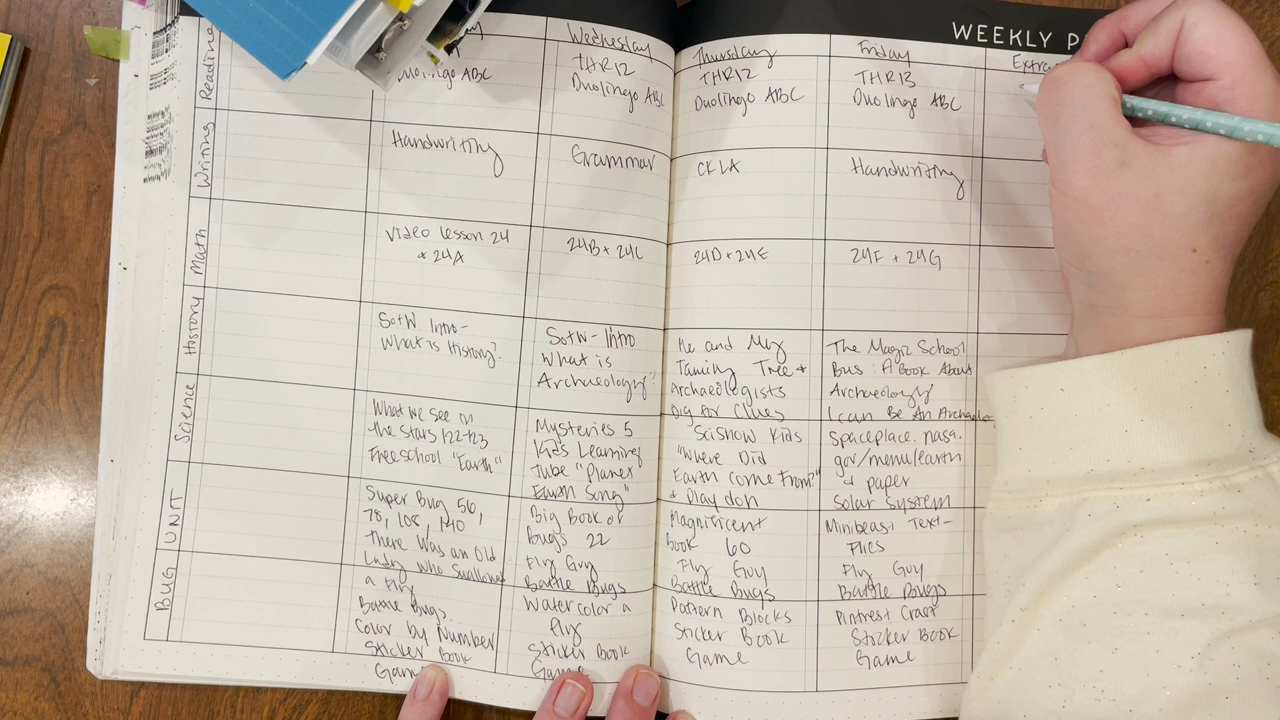 WEEKLY
Wednesday
Thursday
Friday
Extra
Reading
Duolingo ABC
THR12
Duolingo ABC
THR12
Duolingo ABC
THR13
Duolingo ABC
Writing
Handwriting
Grammar
CKLA
Handwriting
Math
Video Lesson 24
+ 24A
24B + 24C
24D + 24E
24F + 24G
History
SotW Intro-
What is History?
SotW - Intro
What is
Archaeology?
Me and My
Family Tree +
Archaeologists
Dig For Clues
The Magic School
Bus: A Book About
Archaeology
I can Be An Archaeolo
Science
What we see in
the Stars 122-123
Treeschool "Earth"
Mysteries 5
Kids Learning
Tube "Planet
Earth Song"
SciShow Kids
"Where Did
Earth come From?"
+ Playdoh
Spaceplace.nasa.
gov/menu/earth
+ paper
Solar System
BUG UNIT
Super Bug 56,
78, 108, 140
There Was an Old
Lady Who Swallowed
a Fly
Battle Bugs
Color by Number
Sticker Book
Game
Big Book of
Bugs 22
Fly Guy
Battle Bugs
Watercolor a
Fly
Sticker Book
Game
Magnificent
Book 60
Fly Guy
Battle Bugs
Pattern Blocks
Sticker Book
Game
Minibeast Text-
Flies
Fly Guy
Battle Bugs
Pintrest Craft
Sticker Book
Game